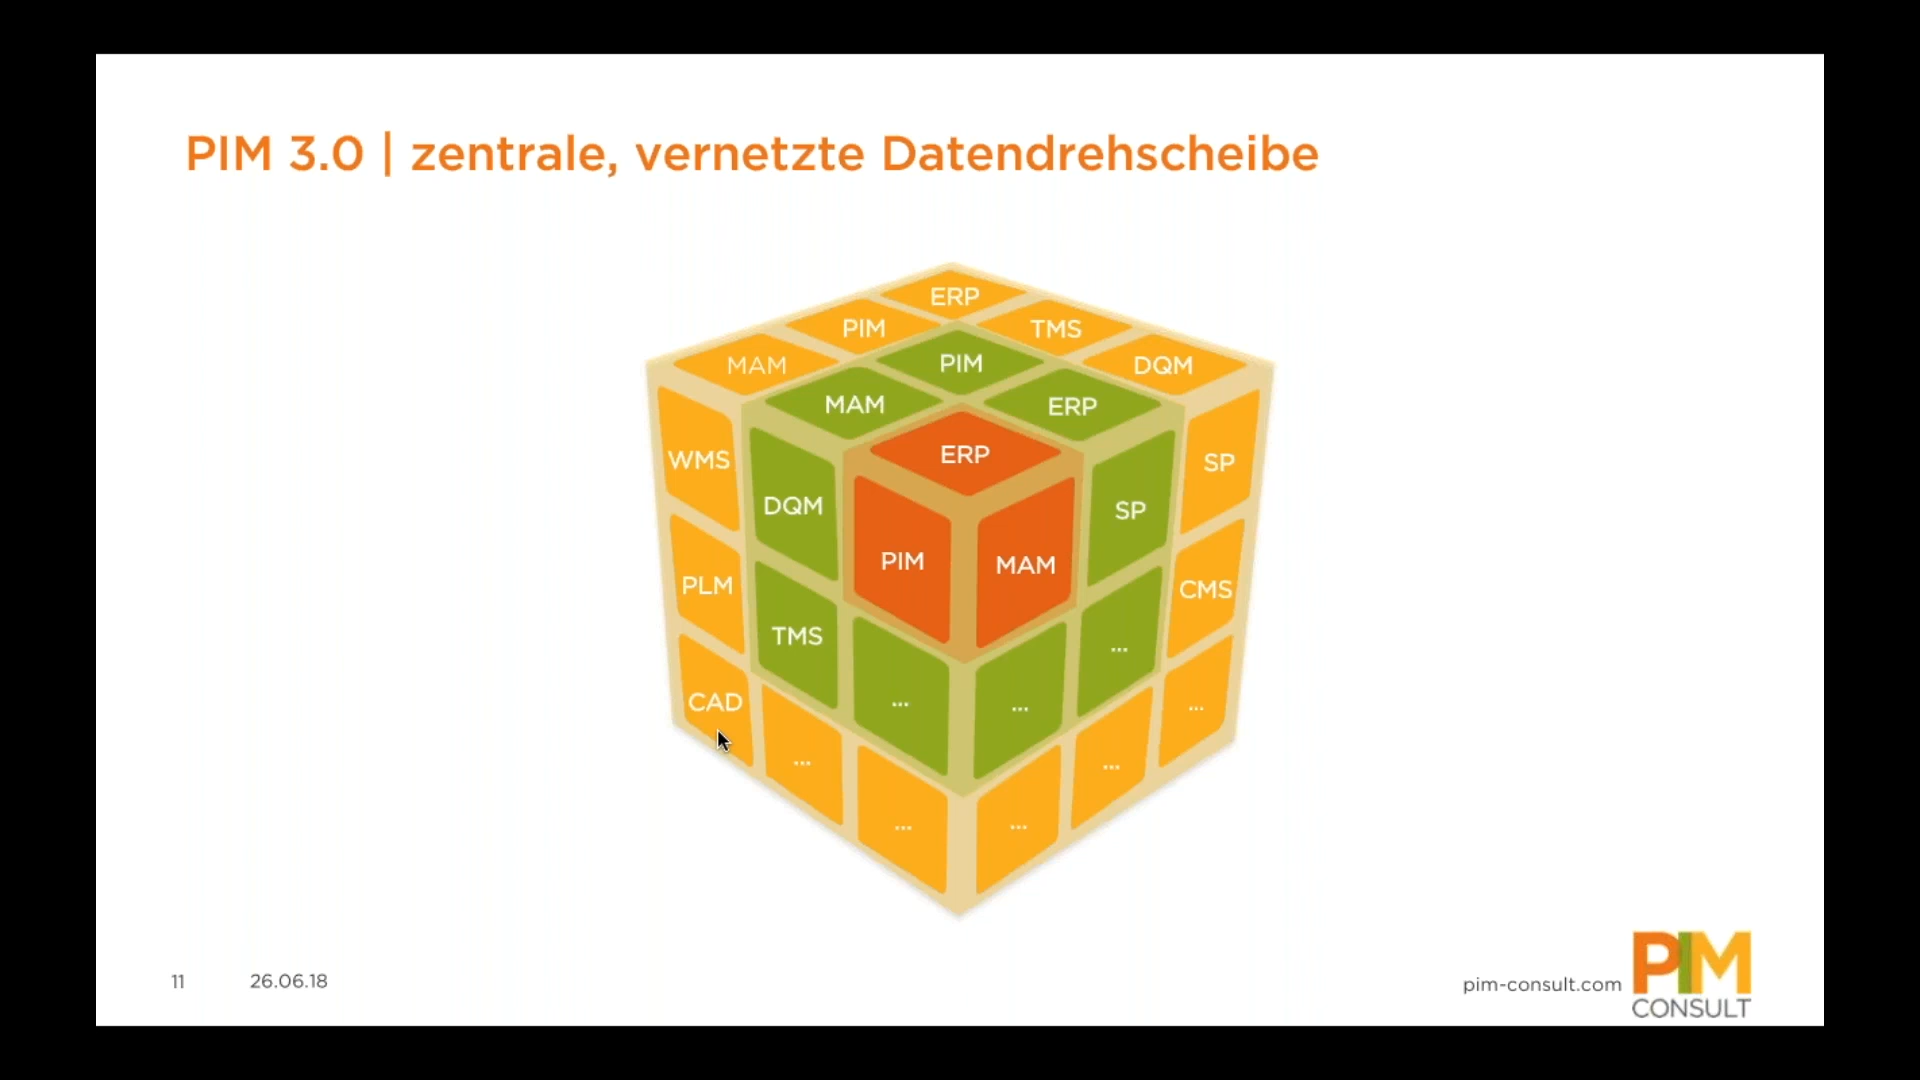 PIM 3.0 | zentrale, vernetzte Datendrehscheibe
ERP
PIM
TMS
MAM
PIM
DQM
MAM
ERP
ERP
WMS
DQM
PIM
MAM
SP
SP
PLM
TMS
...
...
...
CMS
CAD
...
...
...
...
...
11
26.06.18
pim-consult.com
PIM
CONSULT